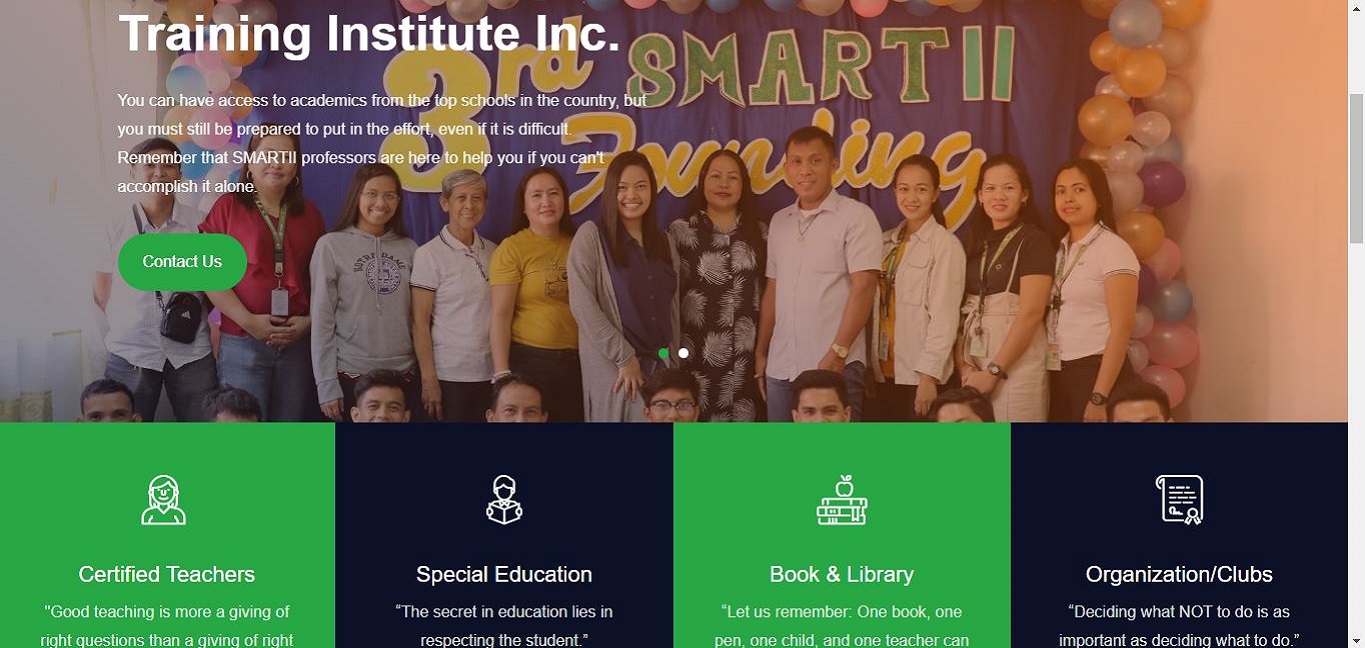 Training Institute Inc.
3rd SMARTII
Founding
You can have access to academics from the top schools in the country, but
you must still be prepared to put in the effort, even if it is difficult.
Remember that SMARTII professors are here to help you if you can't
accomplish it alone.
Contact Us
NOTRE DAME
Certified Teachers
"Good teaching is more a giving of
right questions than a giving of right
Special Education
“The secret in education lies in
respecting the student.”
Book & Library
“Let us remember: One book, one
pen, one child, and one teacher can
Organization/Clubs
“Deciding what NOT to do is as
important as deciding what to do.”